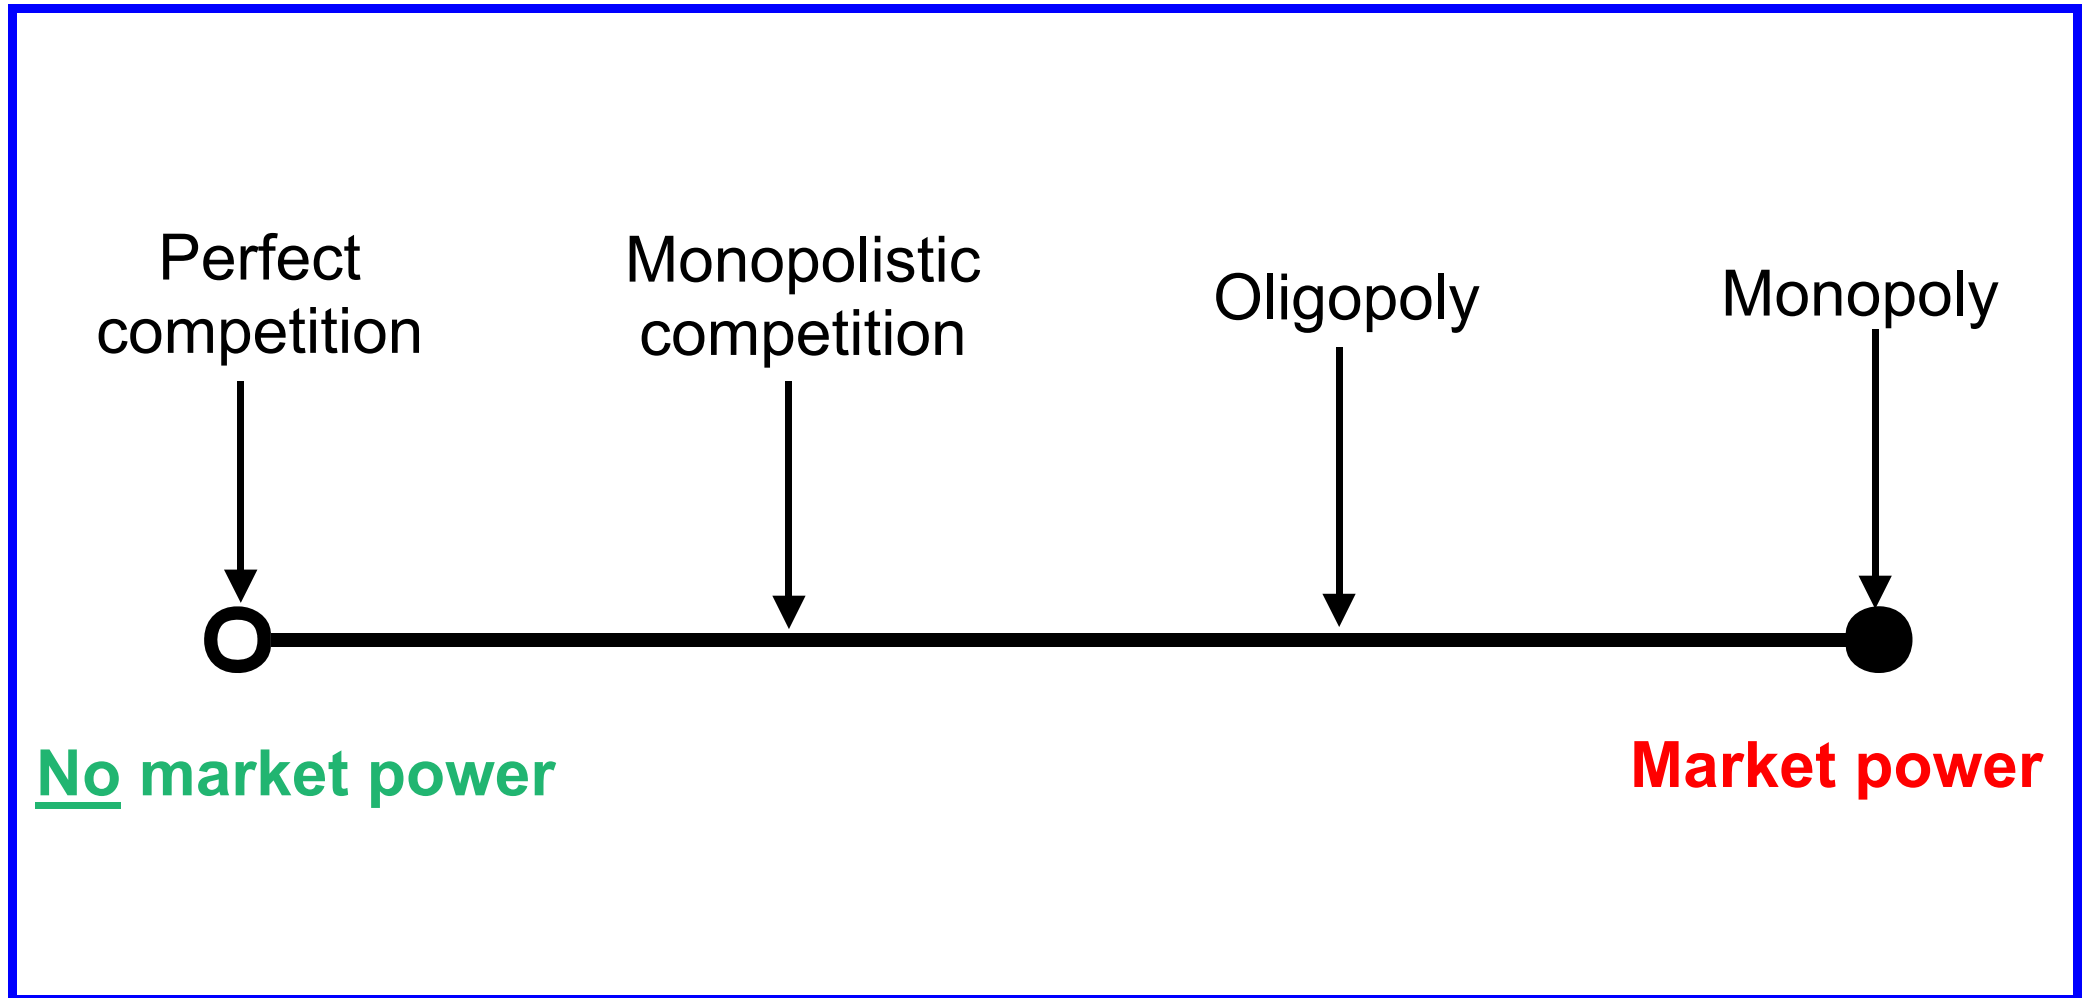 Perfect
competition
Monopolistic
competition
Oligopoly
Monopoly
No market power
Market power